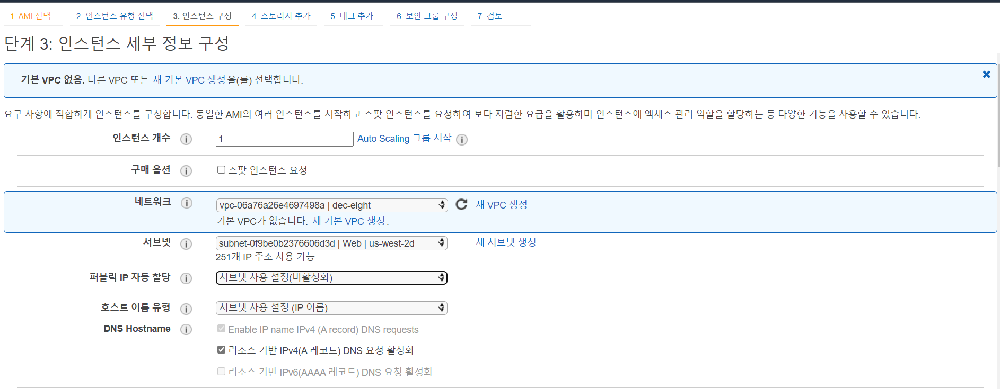 1. AMI 선택 2. 인스턴스 유형 선택 3. 인스턴스 구성 4. 스토리지 추가 5. 태그 추가 6. 보안 그룹 구성 7. 검토
단계 3: 인스턴스 세부 정보 구성
기본 VPC 없음. 다른 VPC 또는 새 기본 VPC 생성을(를) 선택합니다.
요구 사항에 적합하게 인스턴스를 구성합니다. 동일한 AMI의 여러 인스턴스를 시작하고 스팟 인스턴스를 요청하여 보다 저렴한 요금을 활용하며 인스턴스에 액세스 관리 역할을 할당하는 등 다양한 기능을 사용할 수 있습니다.
인스턴스 개수 1 Auto Scaling 그룹 시작
구매 옵션 스팟 인스턴스 요청
네트워크 vpc-06a76a26e4697498a | dec-eight 새 VPC 생성
기본 VPC가 없습니다. 새 기본 VPC 생성.
서브넷 subnet-0f9be0b2376606d3d | Web | us-west-2d 새 서브넷 생성
251개 IP 주소 사용 가능
퍼블릭 IP 자동 할당 서브넷 사용 설정(비활성화)
호스트 이름 유형 서브넷 사용 설정 (IP 이름)
DNS Hostname Enable IP name IPv4 (A record) DNS requests
리소스 기반 IPv4(A 레코드) DNS 요청 활성화
리소스 기반 IPv6(AAAA 레코드) DNS 요청 활성화